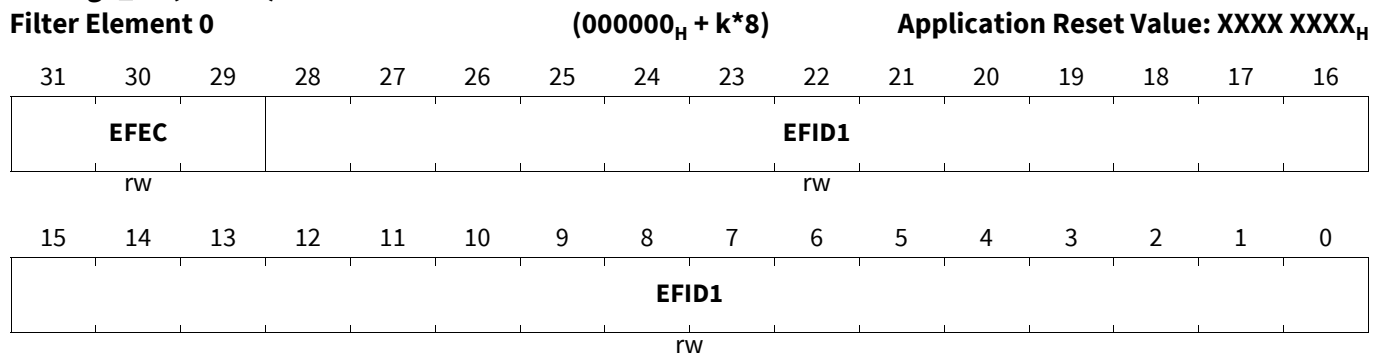 Filter Element 0 (000000H + k*8) Application Reset Value: XXXX XXXXH
31 30 29 28 27 26 25 24 23 22 21 20 19 18 17 16
EFEC EFID1
rw rw
15 14 13 12 11 10 9 8 7 6 5 4 3 2 1 0
EFID1
rw